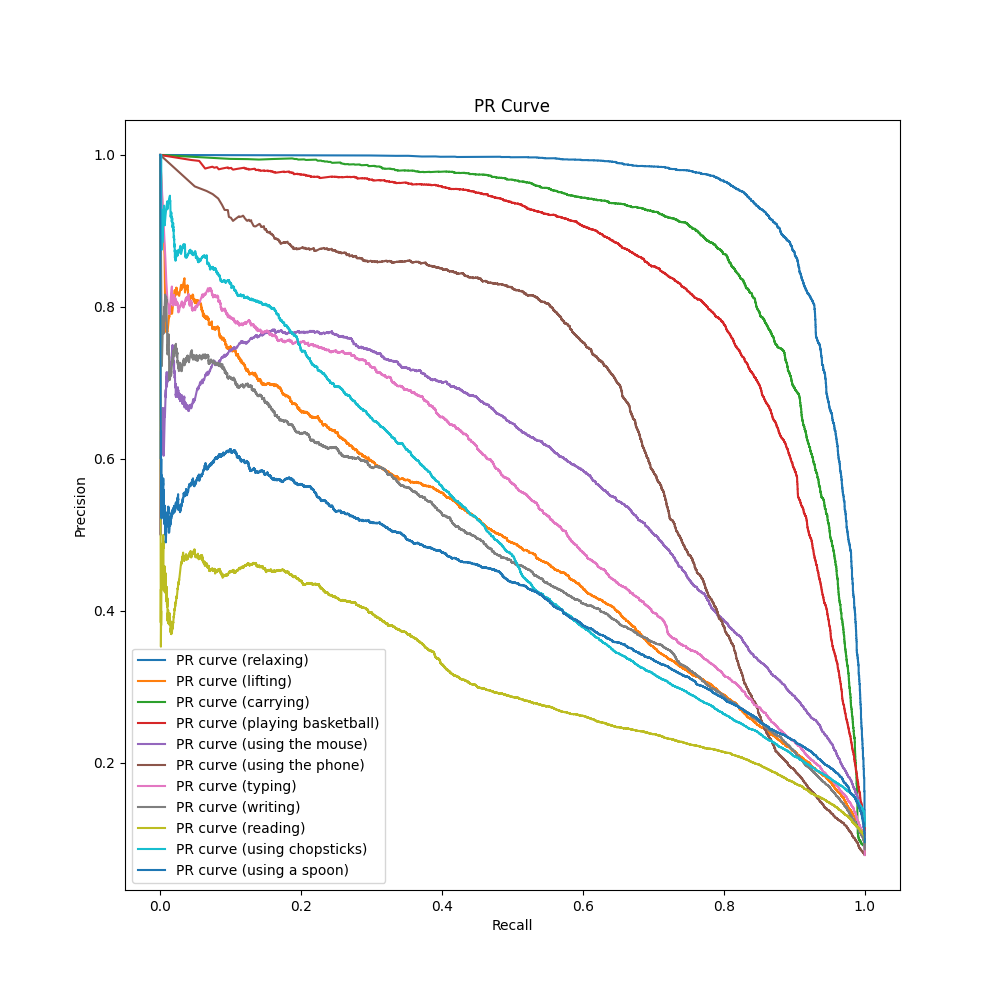 PR Curve
Precision
1.0
0.8
0.6
0.4
0.2
PR curve (relaxing)
PR curve (lifting)
PR curve (carrying)
PR curve (playing basketball)
PR curve (using the mouse)
PR curve (using the phone)
PR curve (typing)
PR curve (writing)
PR curve (reading)
PR curve (using chopsticks)
PR curve (using a spoon)
0.0 0.2 0.4 0.6 0.8 1.0
Recall